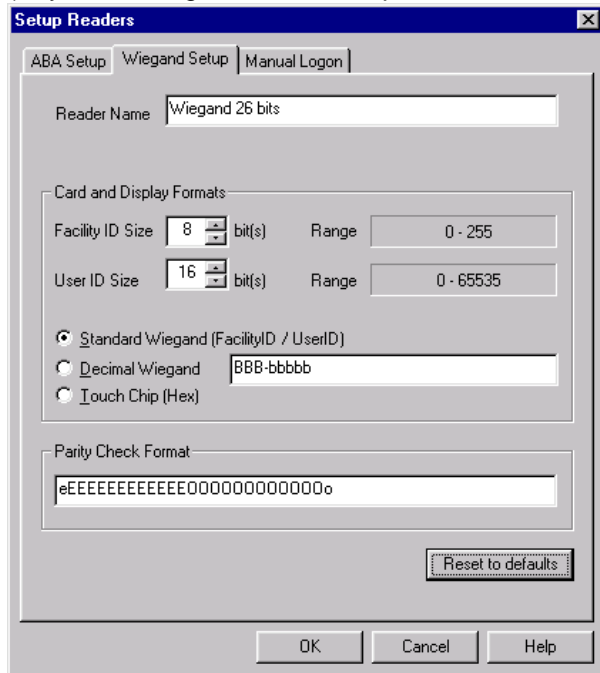 Setup Readers
ABA Setup Wiegand Setup Manual Logon
Reader Name Wiegand 26 bits
Card and Display Formats
Facility ID Size 8 bit(s) Range 0 - 255
User ID Size 16 bit(s) Range 0 - 65535
Standard Wiegand (FacilityID / UserID)
Decimal Wiegand BBB-bbbbb
Touch Chip (Hex)
Parity Check Format
eEEEEEEEEEEEEOOOOOOOOOOOOo
Reset to defaults
OK Cancel Help